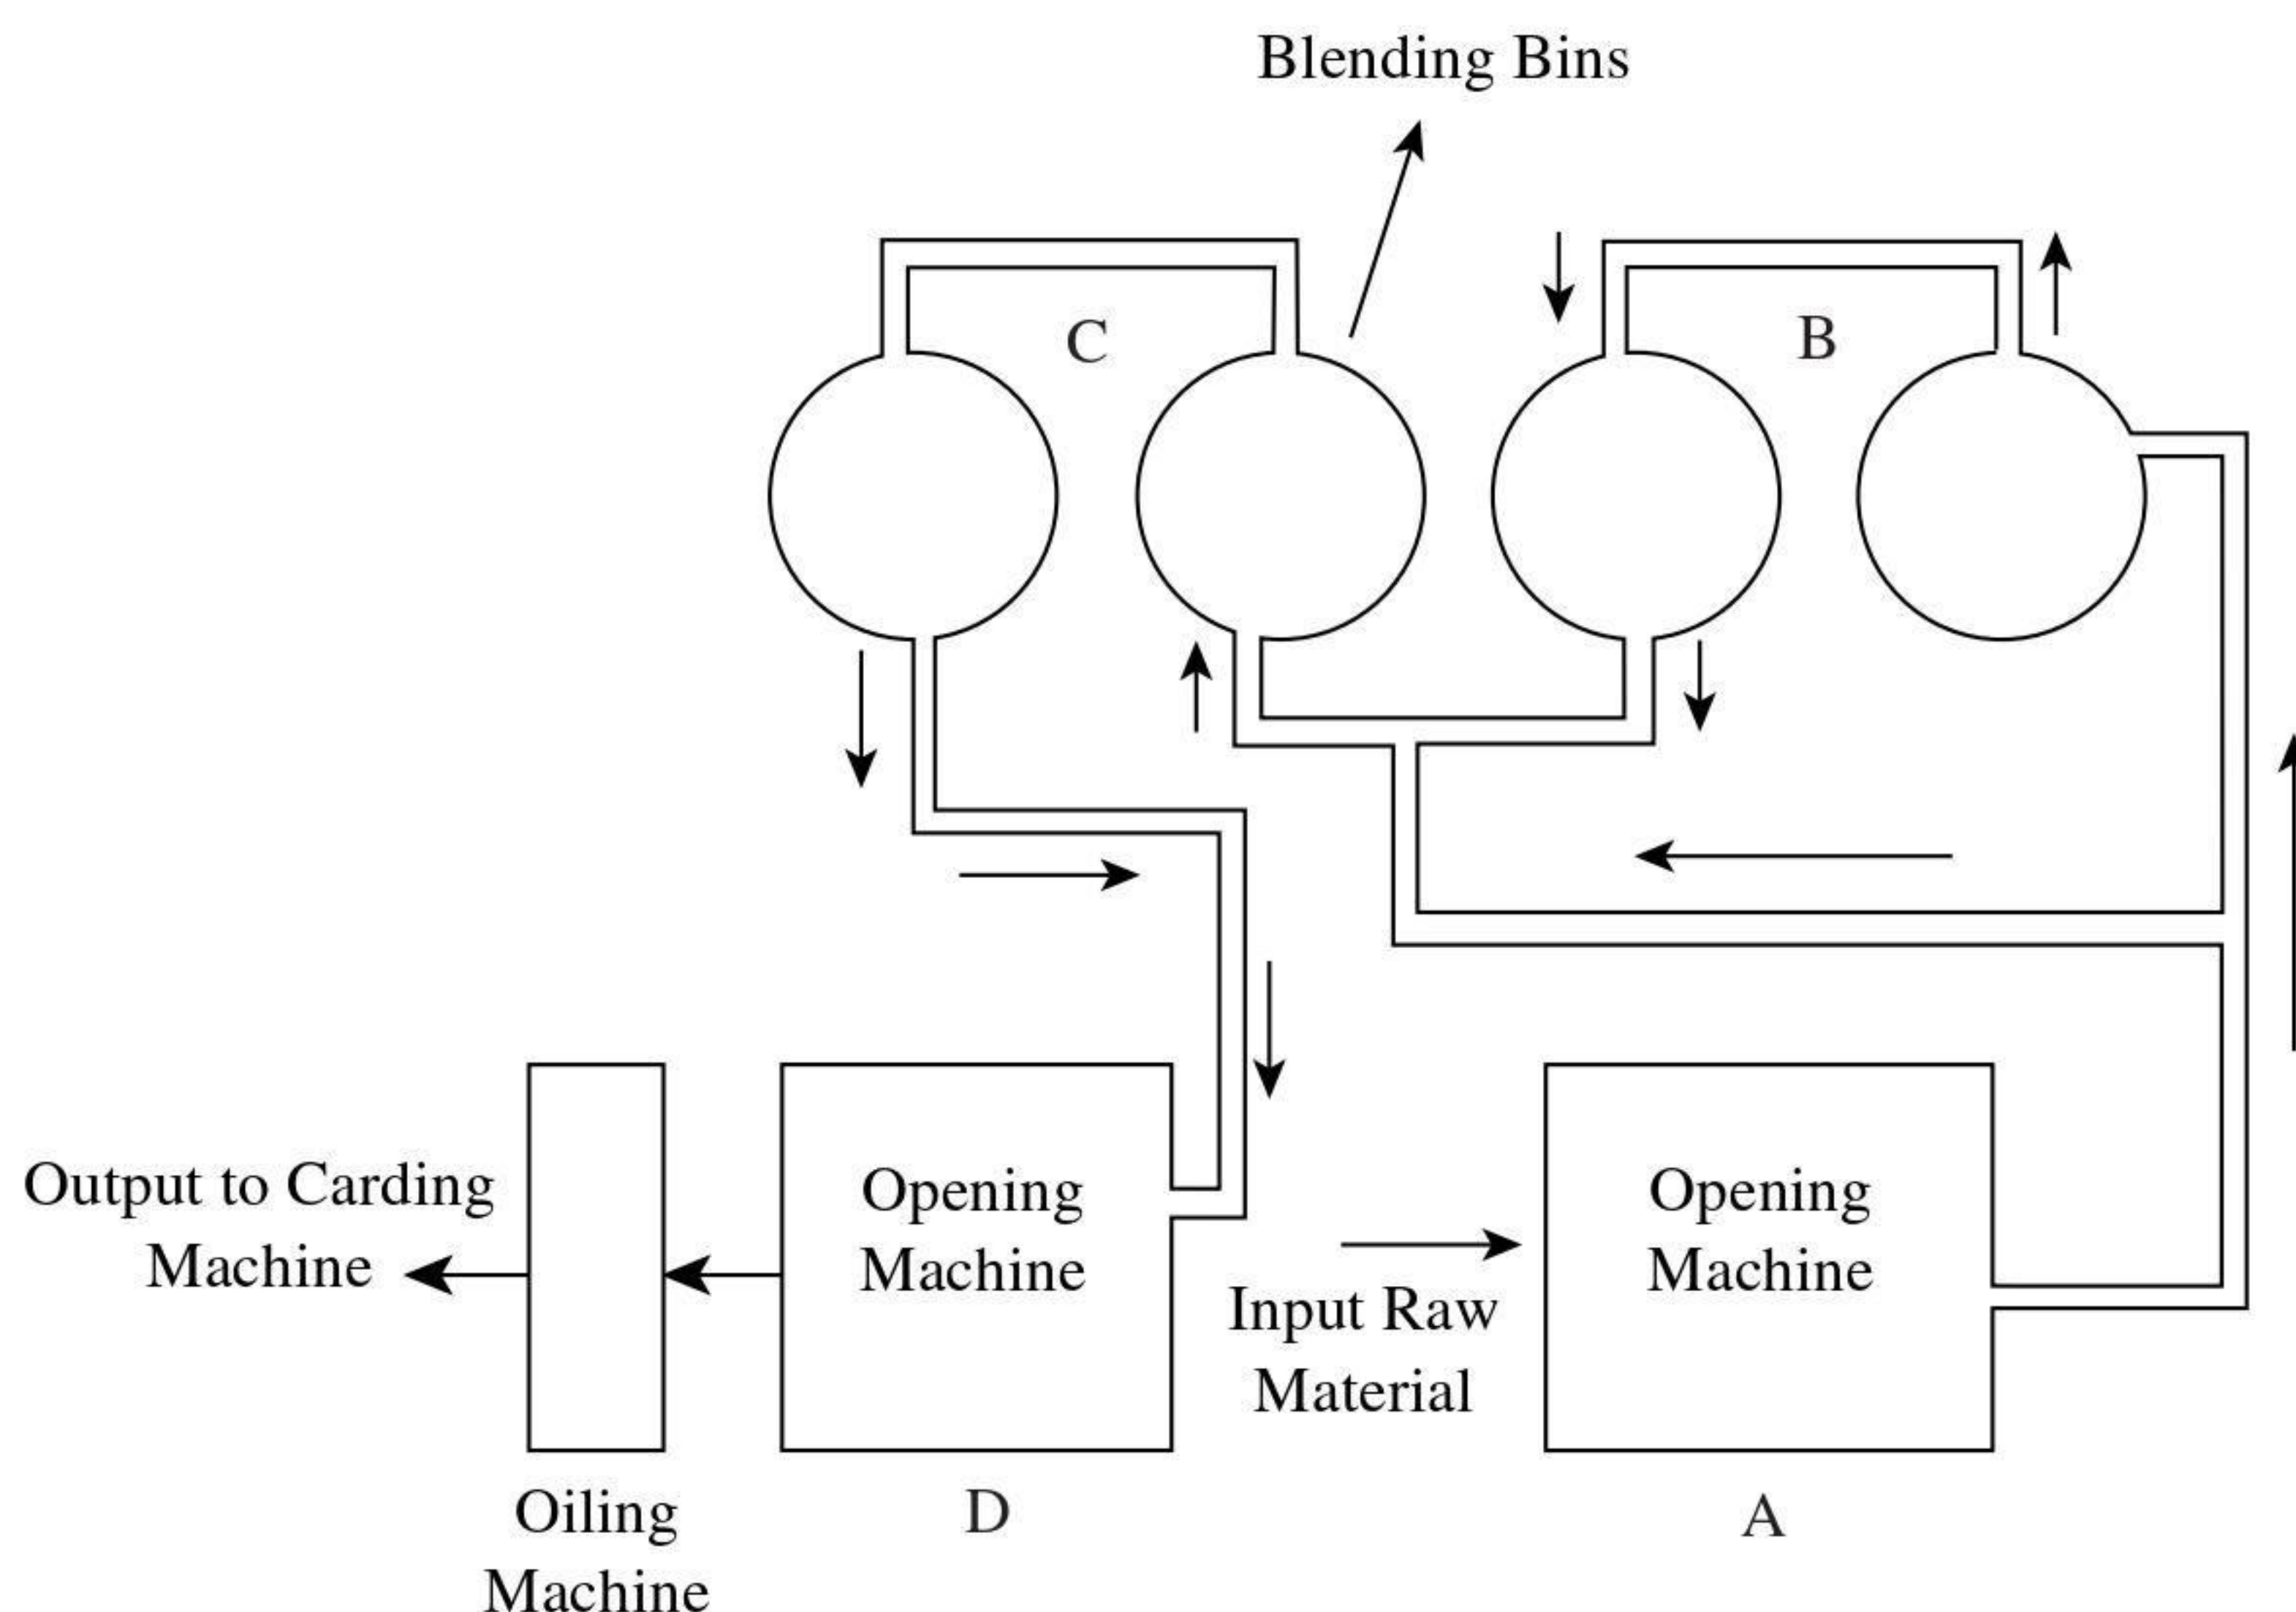 Blending Bins
C
B
Output to Carding
Machine
Opening
Machine
Input Raw
Material
Opening
Machine
Oiling
Machine
D
A